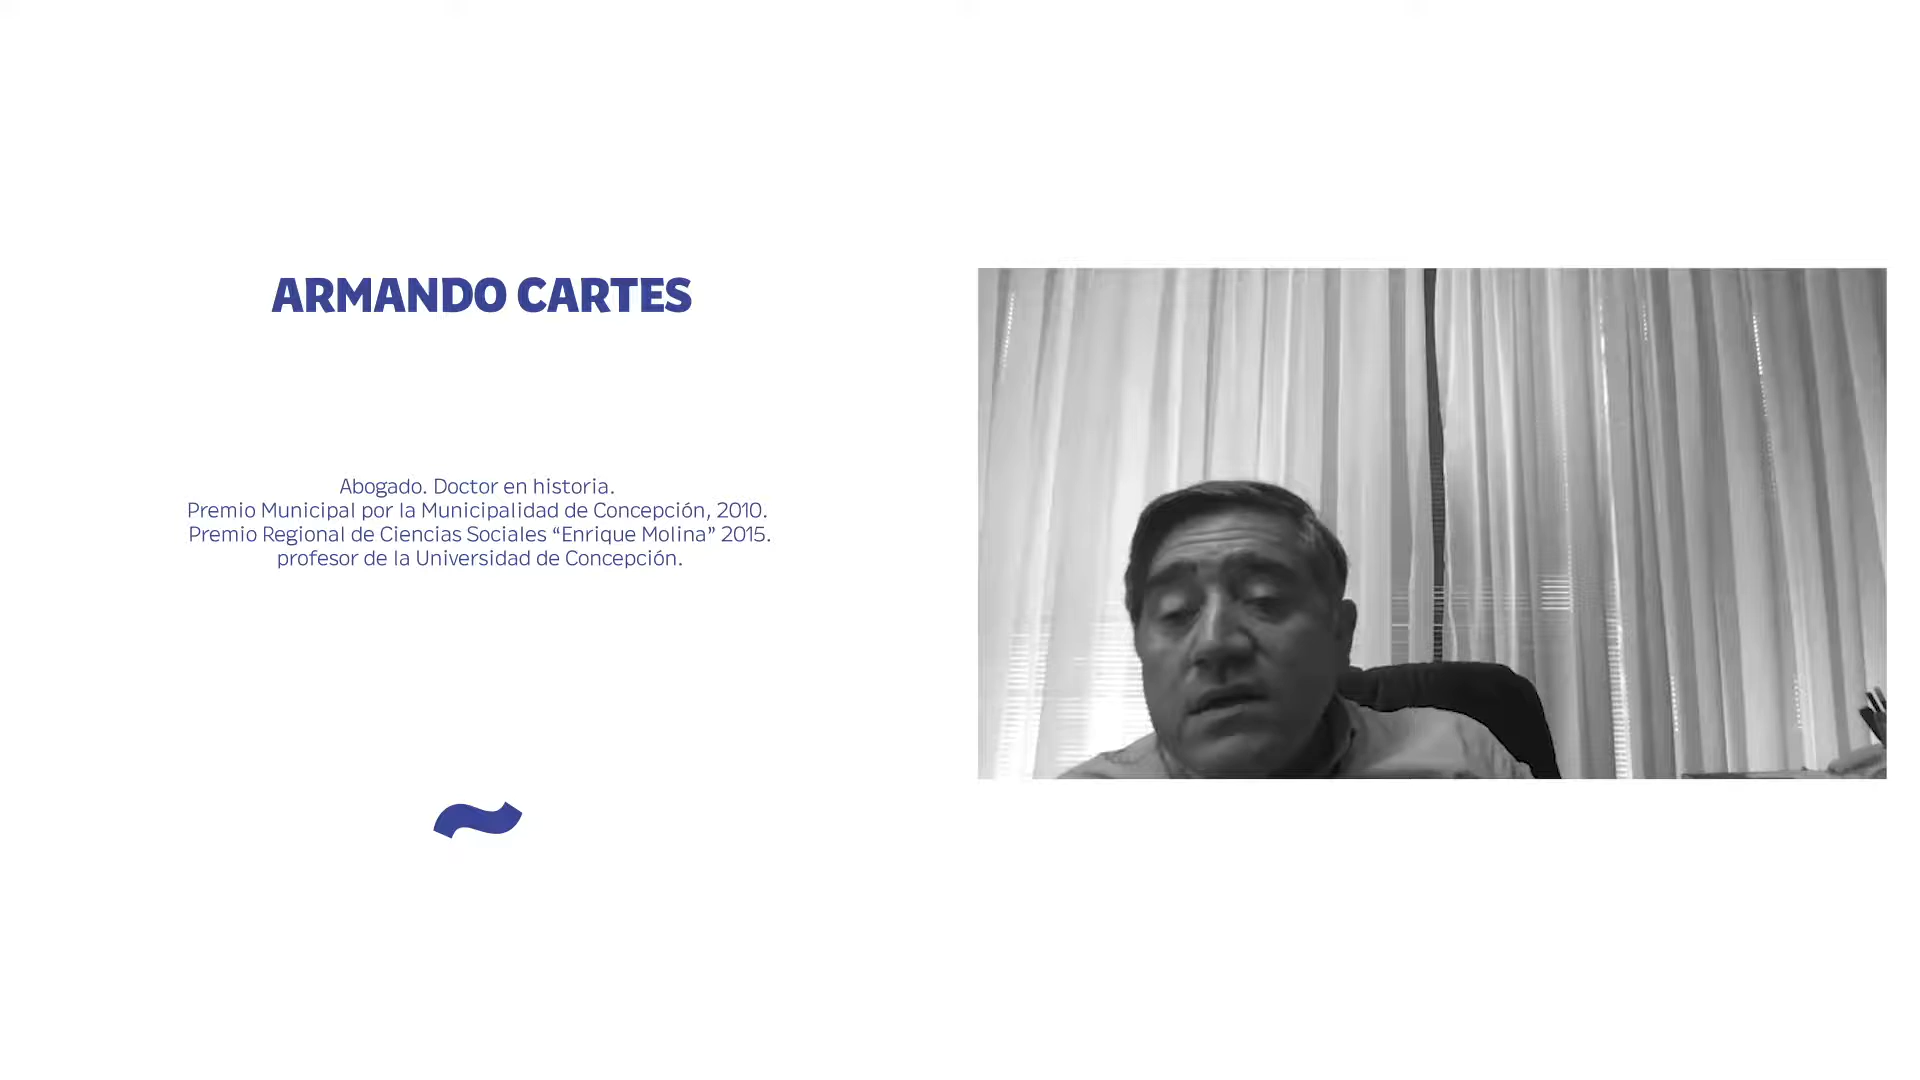 ARMANDO CARTES
Abogado. Doctor en historia.
Premio Municipal por la Municipalidad de Concepción, 2010.
Premio Regional de Ciencias Sociales “Enrique Molina” 2015.
profesor de la Universidad de Concepción.